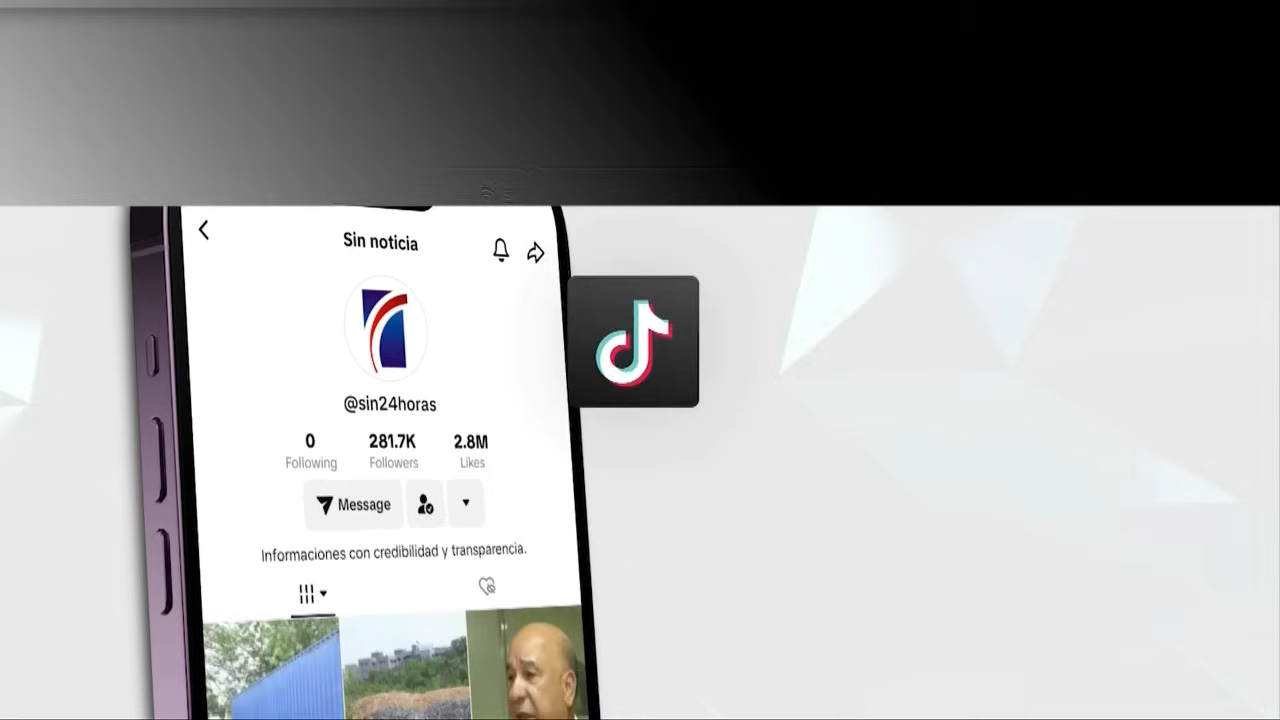 Sin noticia
@sin24horas
0 281.7K 2.8M
Following Followers Likes
Message
Informaciones con credibilidad y transparencia.